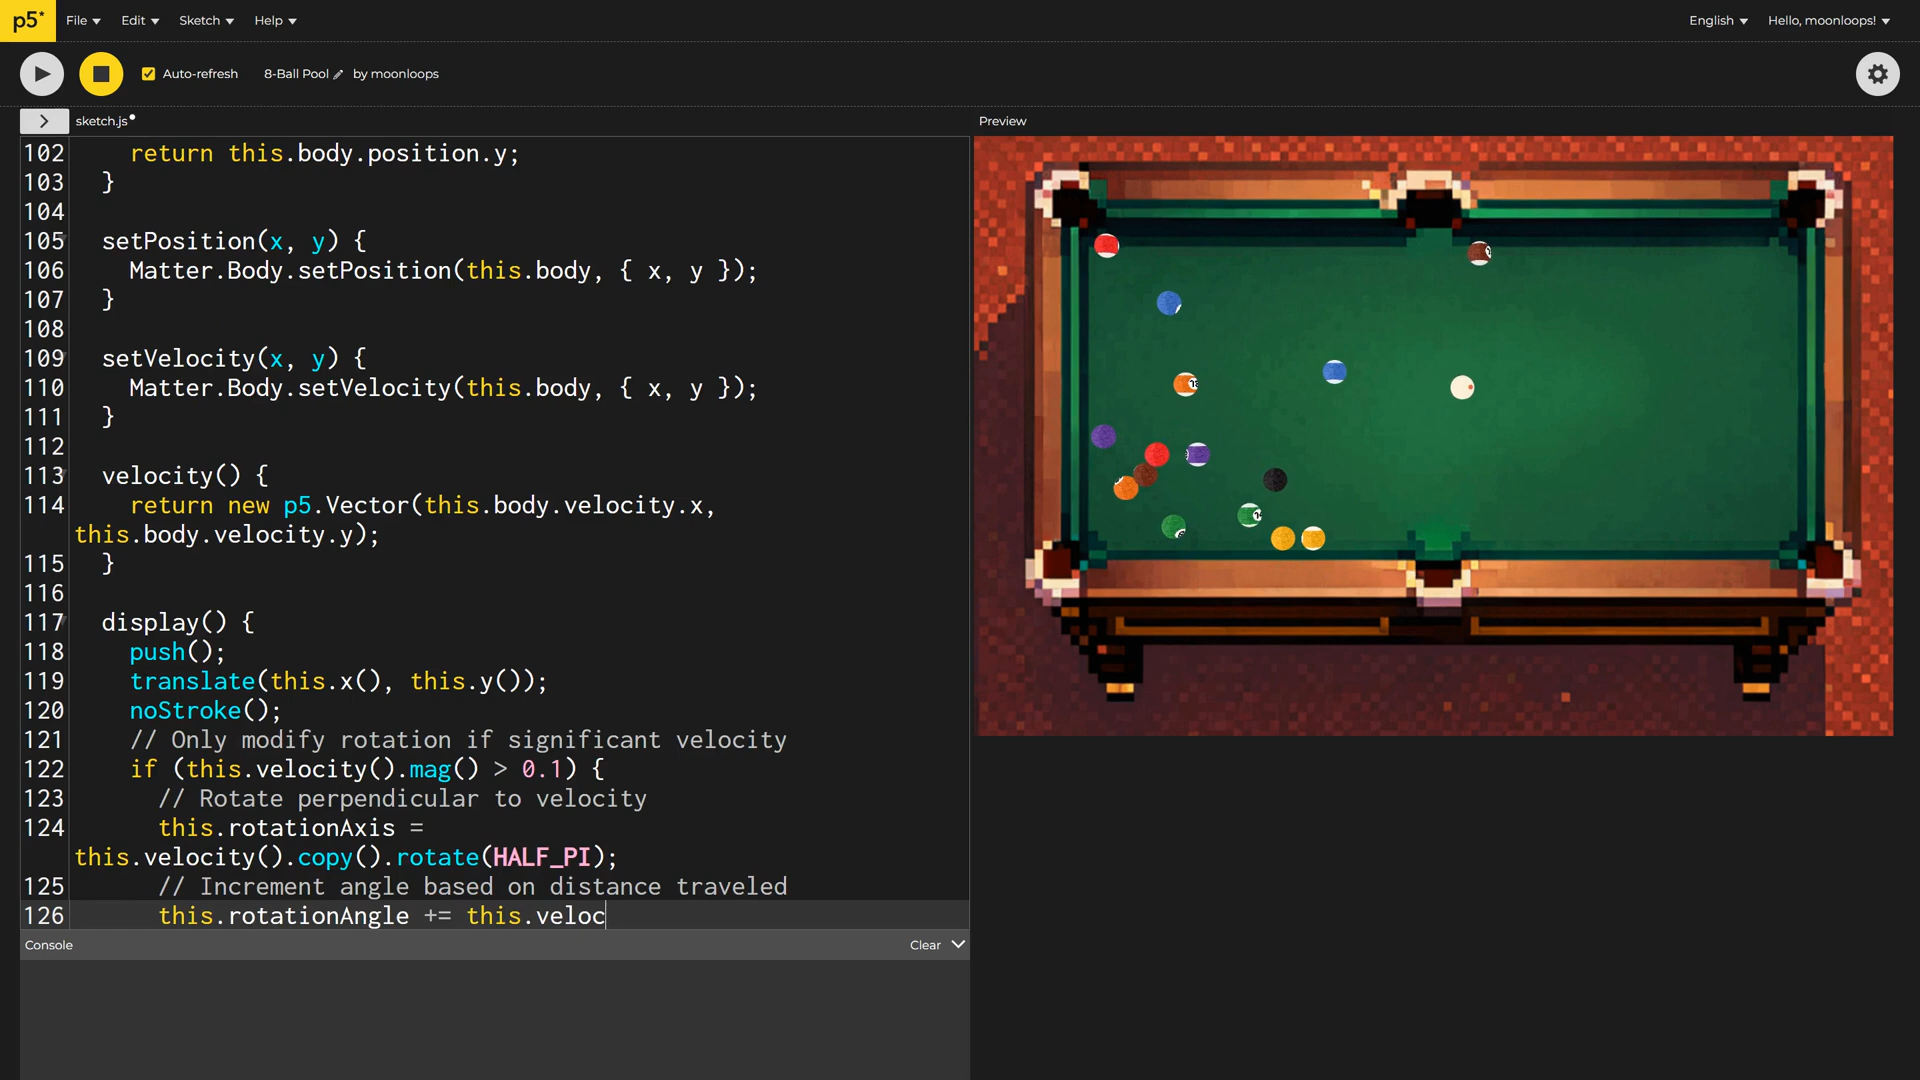 p5*
File
Edit
Sketch
Help
English
Hello, moonloops!
Auto-refresh
8-Ball Pool
by moonloops
sketch.js
Preview
102 return this.body.position.y;
103 }
104
105 setPosition(x, y) {
106 Matter.Body.setPosition(this.body, { x, y });
107 }
108
109 setVelocity(x, y) {
110 Matter.Body.setVelocity(this.body, { x, y });
111 }
112
113 velocity() {
114 return new p5.Vector(this.body.velocity.x,
this.body.velocity.y);
115 }
116
117 display() {
118 push();
119 translate(this.x(), this.y());
120 noStroke();
121 // Only modify rotation if significant velocity
122 if (this.velocity().mag() > 0.1) {
123 // Rotate perpendicular to velocity
124 this.rotationAxis =
this.velocity().copy().rotate(HALF_PI);
125 // Increment angle based on distance traveled
126 this.rotationAngle += this.veloc
Console
Clear